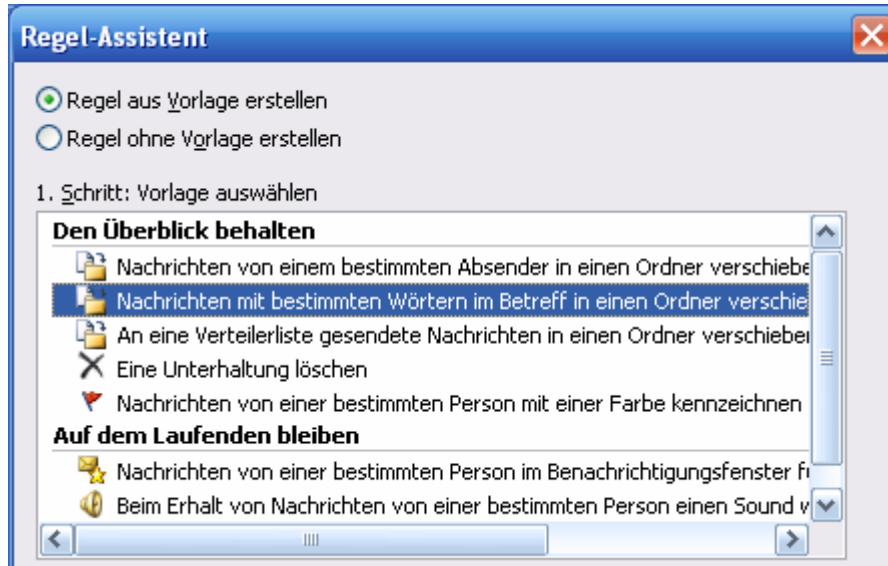 Regel-Assistent
Regel aus Vorlage erstellen
Regel ohne Vorlage erstellen
1. Schritt: Vorlage auswählen
Den Überblick behalten
Nachrichten von einem bestimmten Absender in einen Ordner verschiebe
Nachrichten mit bestimmten Wörtern im Betreff in einen Ordner verschie
An eine Verteilerliste gesendete Nachrichten in einen Ordner verschieben
Eine Unterhaltung löschen
Nachrichten von einer bestimmten Person mit einer Farbe kennzeichnen
Auf dem Laufenden bleiben
Nachrichten von einer bestimmten Person im Benachrichtigungsfenster
Beim Erhalt von Nachrichten von einer bestimmten Person einen Sound